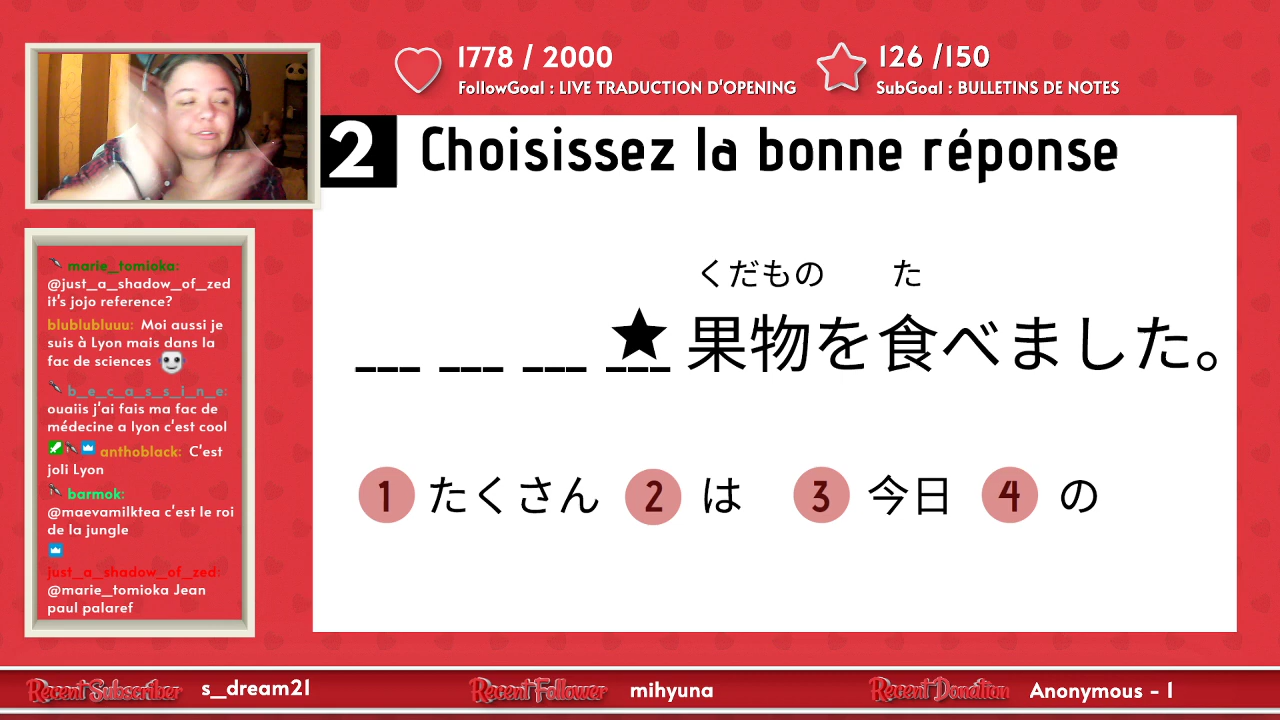 1778 / 2000
FollowGoal : LIVE TRADUCTION D'OPENING
126 /150
SubGoal : BULLETINS DE NOTES
2 Choisissez la bonne réponse
くだもの た
___ ___ ___ ★ 果物を食べました。
1 たくさん 2 は 3 今日 4 の
marie_tomioka:
@just_a_shadow_of_zed
it's jojo reference?
blublubluuu: Moi aussi je
suis à Lyon mais dans la
fac de sciences
b_e_c_a_s_s_i_n_e:
ouaiis j'ai fais ma fac de
médecine a lyon c'est cool
anthoblack: C'est
joli Lyon
barmok:
@maevamilktea c'est le roi
de la jungle
just_a_shadow_of_zed:
@marie_tomioka Jean
paul palaref
Recent Subscriber s_dream21
Recent Follower mihyuna
Recent Donation Anonymous - 1